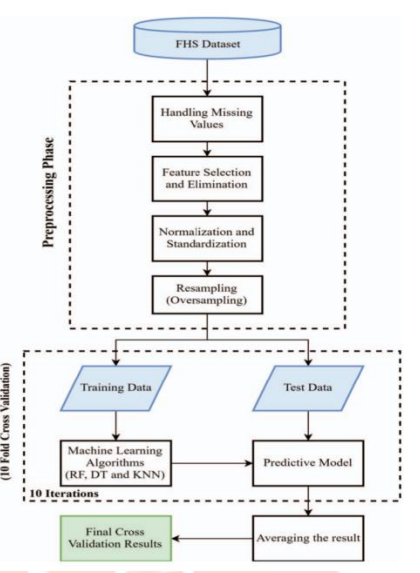 FHS Dataset
Preprocessing Phase
Handling Missing
Values
Feature Selection
and Elimination
Normalization and
Standardization
Resampling
(Oversampling)
(10 Fold Cross Validation)
Training Data
Test Data
Machine Learning
Algorithms
(RF, DT and KNN)
Predictive Model
10 Iterations
Final Cross
Validation Results
Averaging the result